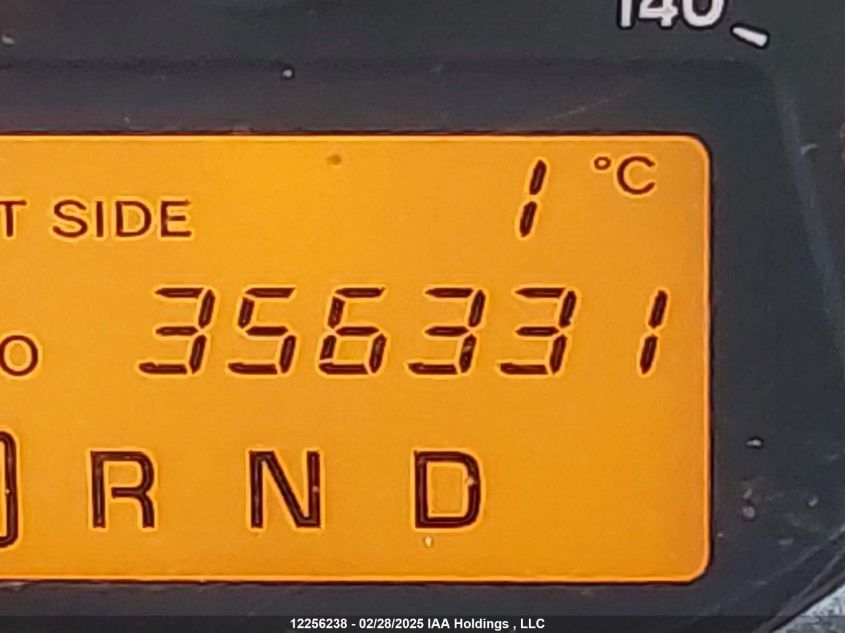 140
T SIDE 1 °C
O 356331
R N D
12256238 - 02/28/2025 IAA Holdings , LLC